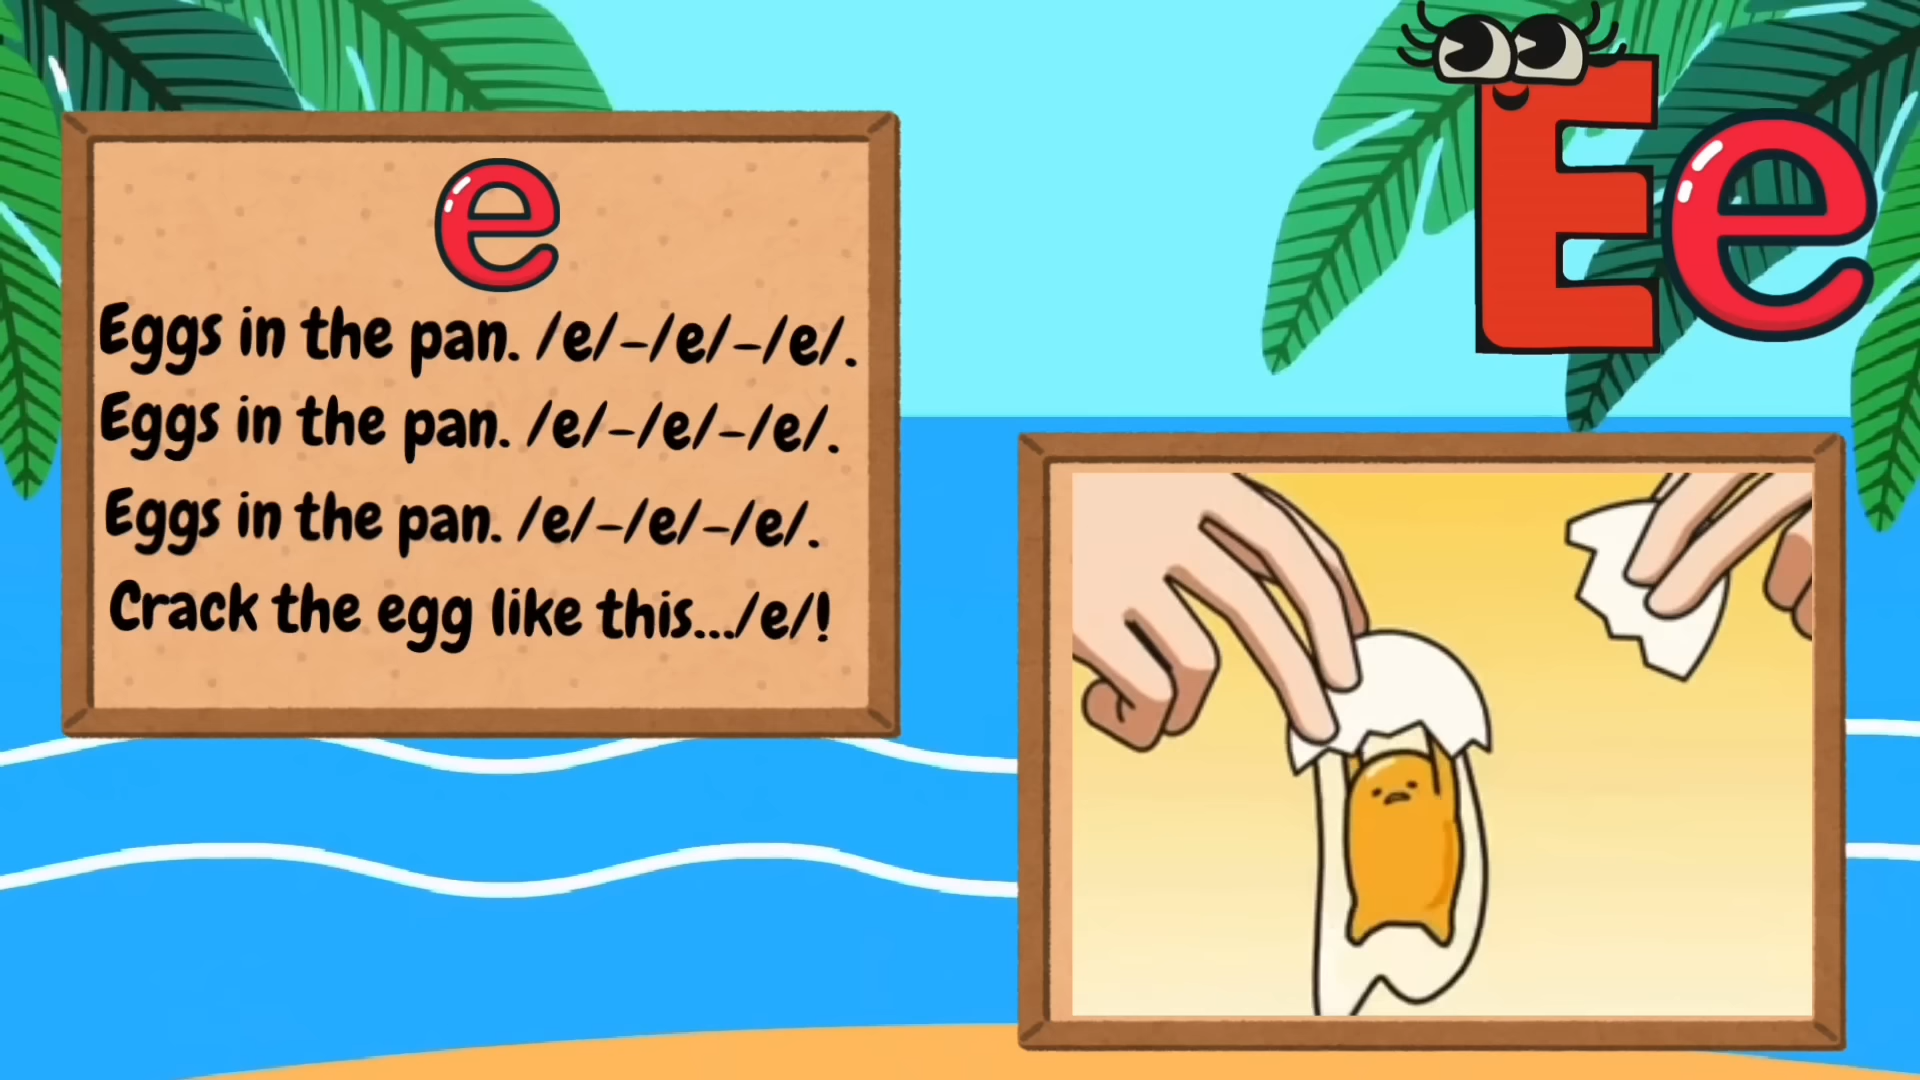 Ee
e
Eggs in the pan. /e/-/e/-/e/.
Eggs in the pan. /e/-/e/-/e/.
Eggs in the pan. /e/-/e/-/e/.
Crack the egg like this.../e/!